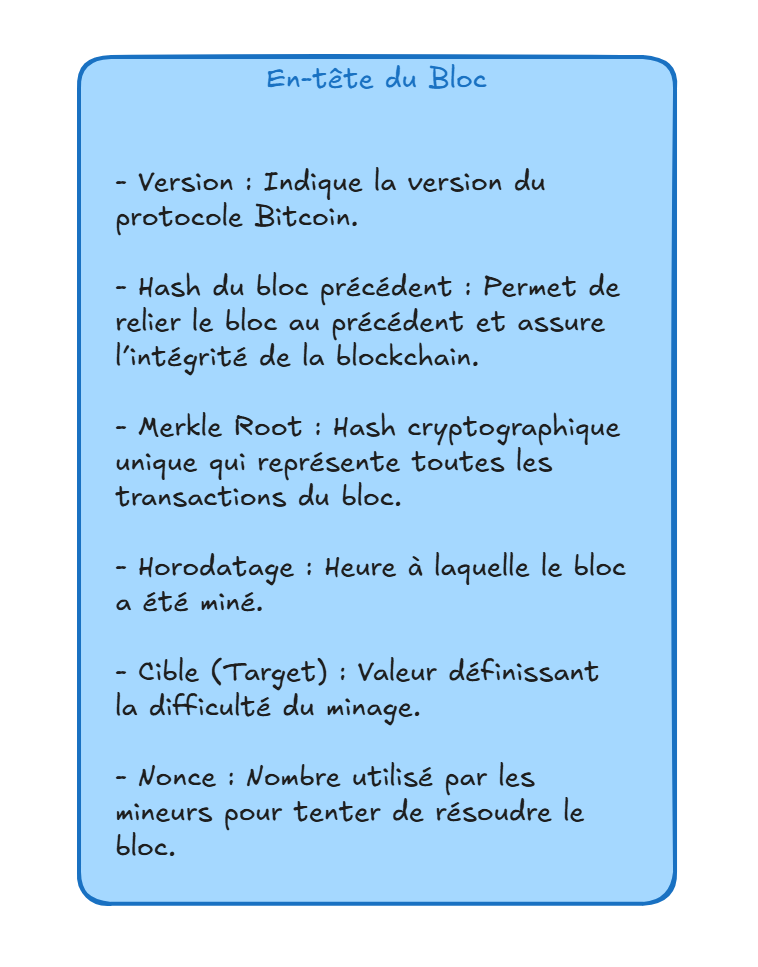 En-tête du Bloc
- Version : Indique la version du
protocole Bitcoin.
- Hash du bloc précédent : Permet de
relier le bloc au précédent et assure
l'intégrité de la blockchain.
- Merkle Root : Hash cryptographique
unique qui représente toutes les
transactions du bloc.
- Horodatage : Heure à laquelle le bloc
a été miné.
- Cible (Target) : Valeur définissant
la difficulté du minage.
- Nonce : Nombre utilisé par les
mineurs pour tenter de résoudre le
bloc.